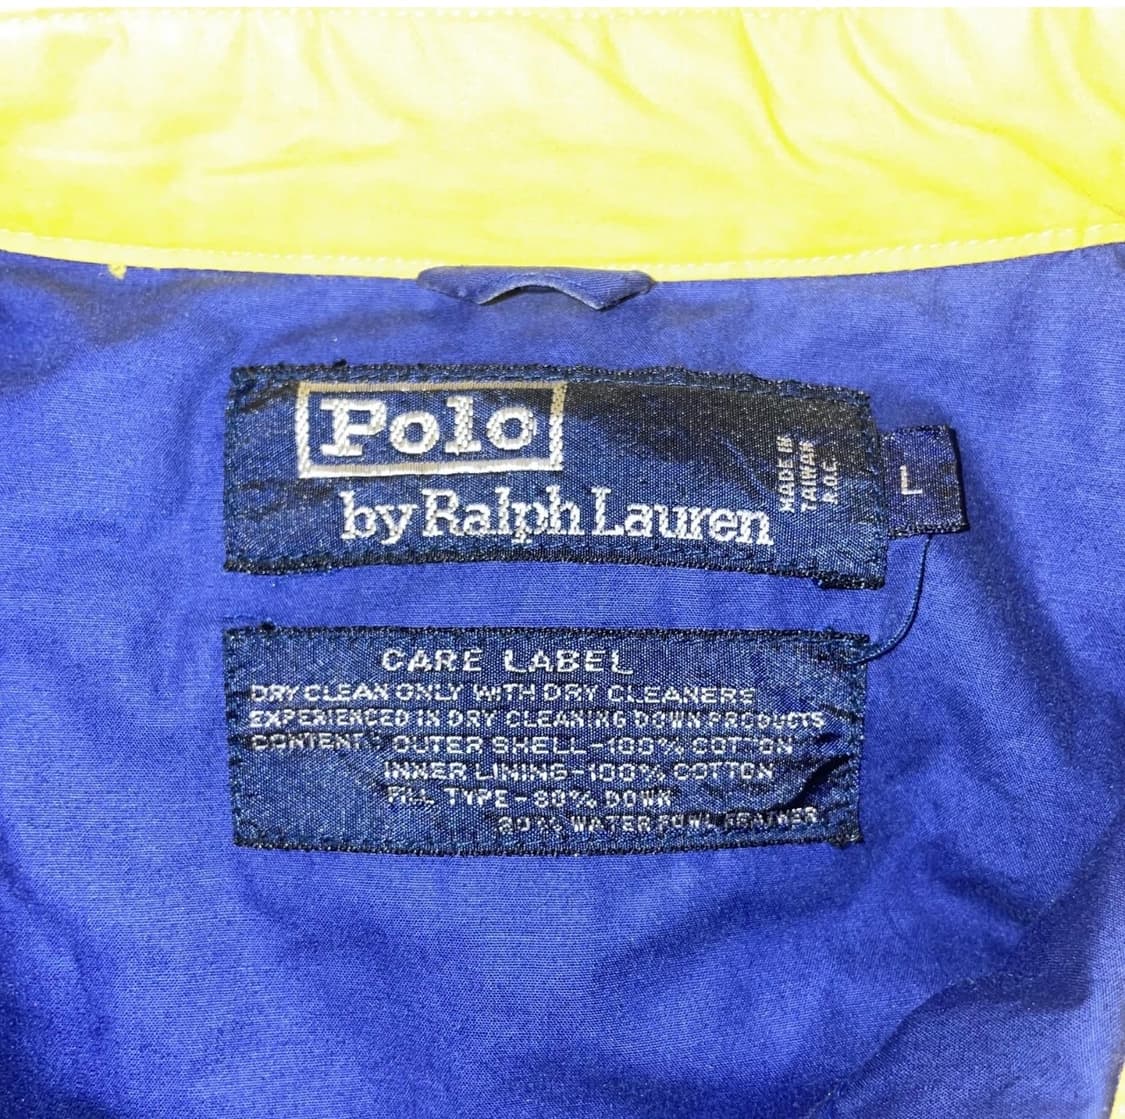 Polo
by Ralph Lauren
MADE IN
TAIWAN
R.O.C.
L
CARE LABEL
DRY CLEAN ONLY WITH DRY CLEANERS
EXPERIENCED IN DRY CLEANING DOWN PRODUCTS
CONTENT: OUTER SHELL-100% COTTON
INNER LINING-100% COTTON
FILL TYPE-80% DOWN
20% WATER FOWL FEATHER